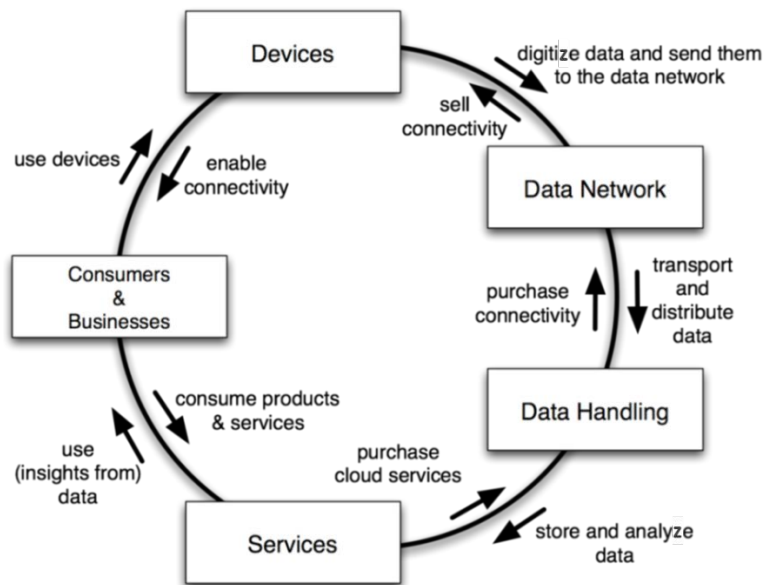 Devices
digitize data and send them
to the data network
sell
connectivity
use devices
enable
connectivity
Data Network
Consumers
&
Businesses
purchase
connectivity
transport
and
distribute
data
Data Handling
consume products
& services
use
(insights from)
data
purchase
cloud services
Services
store and analyze
data